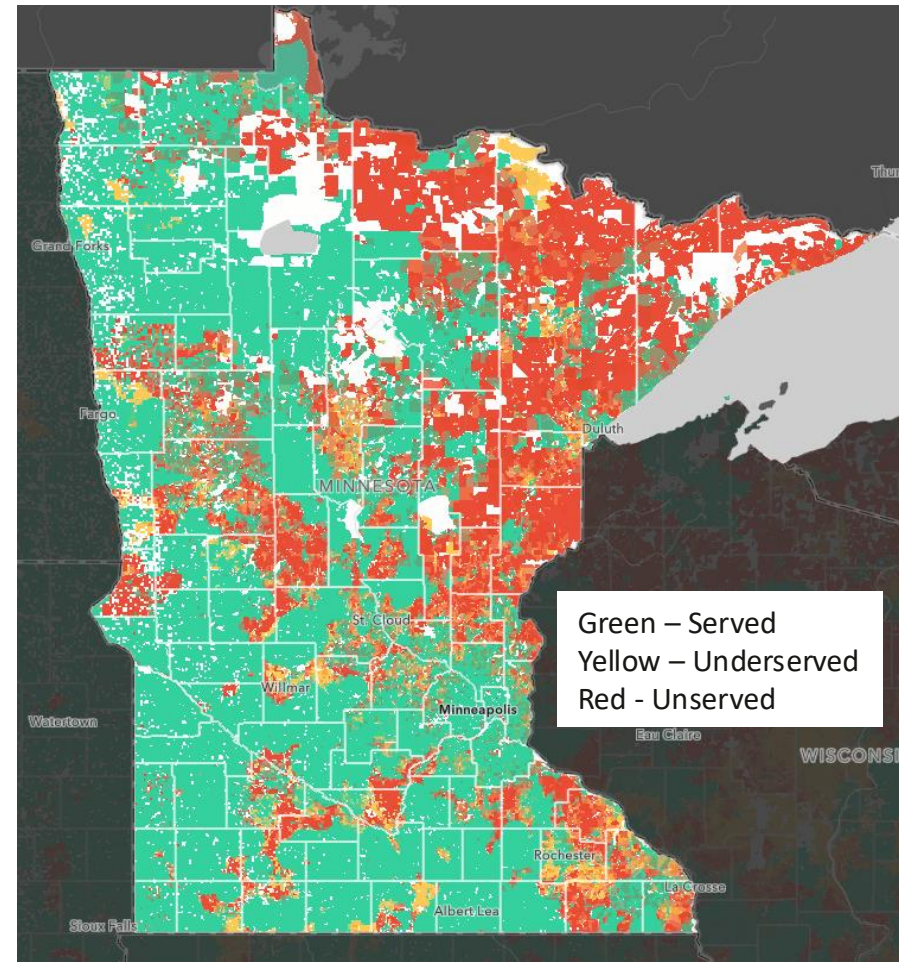 Thun
Grand Forks
Fargo
Duluth
MINNESOTA
St. Cloud
Green – Served
Yellow – Underserved
Red - Unserved
Willmar
Minneapolis
Watertown
Eau Claire
WISCONSI
Rochester
La Crosse
Albert Lea
Sioux Falls